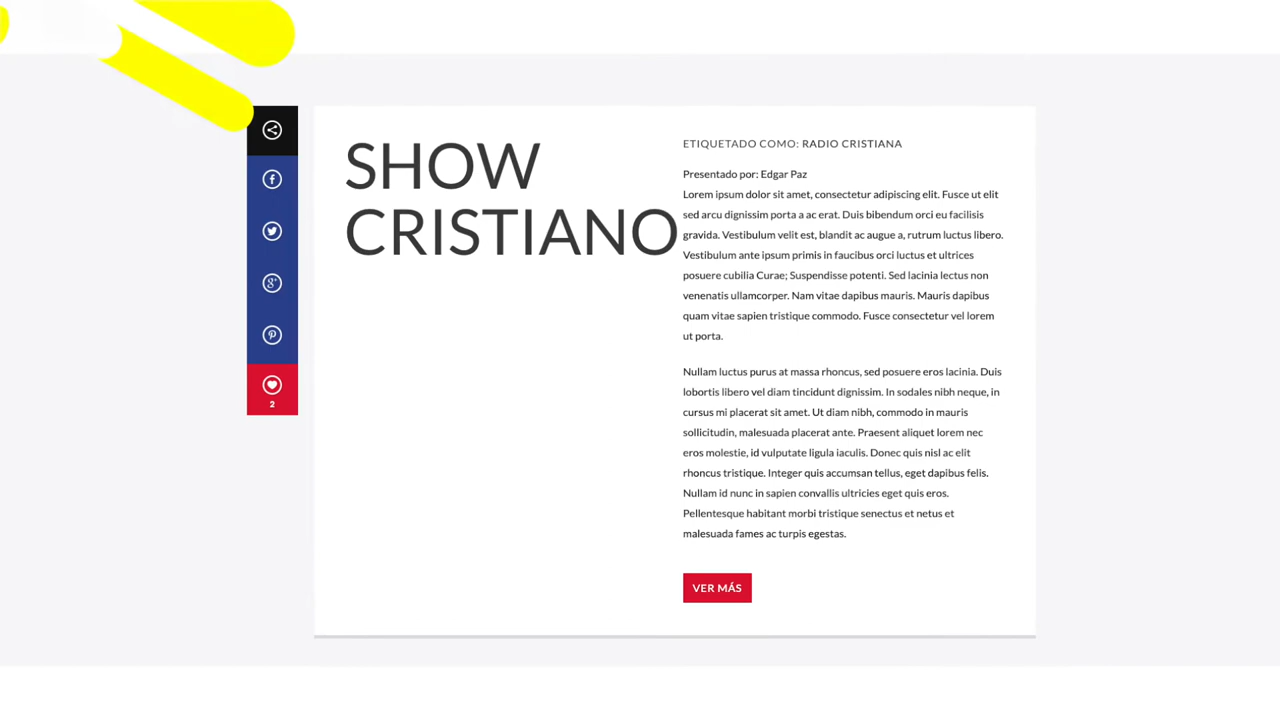 SHOW
CRISTIANO
ETIQUETADO COMO: RADIO CRISTIANA
Presentado por: Edgar Paz
Lorem ipsum dolor sit amet, consectetur adipiscing elit. Fusce ut elit
sed arcu dignissim porta a ac erat. Duis bibendum orci eu facilisis
gravida. Vestibulum velit est, blandit ac augue a, rutrum luctus libero.
Vestibulum ante ipsum primis in faucibus orci luctus et ultrices
posuere cubilia Curae; Suspendisse potenti. Sed lacinia lectus non
venenatis ullamcorper. Nam vitae dapibus mauris. Mauris dapibus
quam vitae sapien tristique commodo. Fusce consectetur vel lorem
ut porta.
Nullam luctus purus at massa rhoncus, sed posuere eros lacinia. Duis
lobortis libero vel diam tincidunt dignissim. In sodales nibh neque, in
cursus mi placerat sit amet. Ut diam nibh, commodo in mauris
sollicitudin, malesuada placerat ante. Praesent aliquet lorem nec
eros molestie, id vulputate ligula iaculis. Donec quis nisl ac elit
rhoncus tristique. Integer quis accumsan tellus, eget dapibus felis.
Nullam id nunc in sapien convallis ultricies eget quis eros.
Pellentesque habitant morbi tristique senectus et netus et
malesuada fames ac turpis egestas.
VER MÁS
2